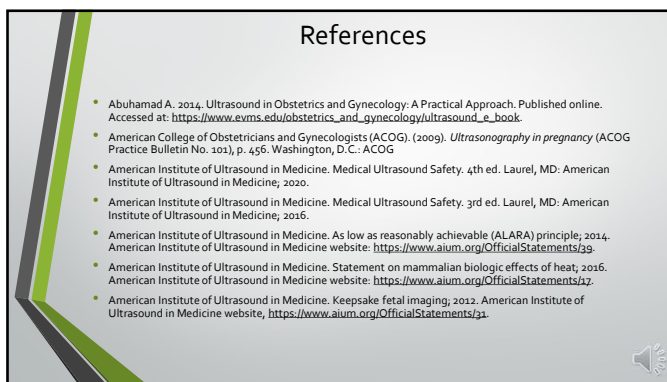 References
• Abuhamad A. 2014. Ultrasound in Obstetrics and Gynecology: A Practical Approach. Published online.
Accessed at: https://www.evms.edu/obstetrics_and_gynecology/ultrasound_e_book.
• American College of Obstetricians and Gynecologists (ACOG). (2009). Ultrasonography in pregnancy (ACOG
Practice Bulletin No. 101), p. 456. Washington, D.C.: ACOG
• American Institute of Ultrasound in Medicine. Medical Ultrasound Safety. 4th ed. Laurel, MD: American
Institute of Ultrasound in Medicine; 2020.
• American Institute of Ultrasound in Medicine. Medical Ultrasound Safety. 3rd ed. Laurel, MD: American
Institute of Ultrasound in Medicine; 2016.
• American Institute of Ultrasound in Medicine. As low as reasonably achievable (ALARA) principle; 2014.
American Institute of Ultrasound in Medicine website: https://www.aium.org/OfficialStatements/39.
• American Institute of Ultrasound in Medicine. Statement on mammalian biologic effects of heat; 2016.
American Institute of Ultrasound in Medicine website: https://www.aium.org/OfficialStatements/17.
• American Institute of Ultrasound in Medicine. Keepsake fetal imaging; 2012. American Institute of
Ultrasound in Medicine website, https://www.aium.org/OfficialStatements/31.